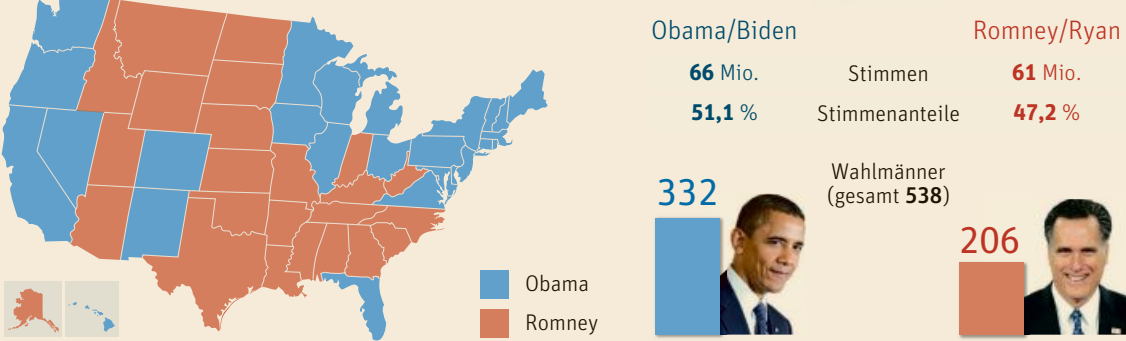 Obama/Biden
Romney/Ryan
66 Mio.
Stimmen
61 Mio.
51,1 %
Stimmenanteile
47,2 %
Wahlmänner
(gesamt 538)
332
206
Obama
Romney